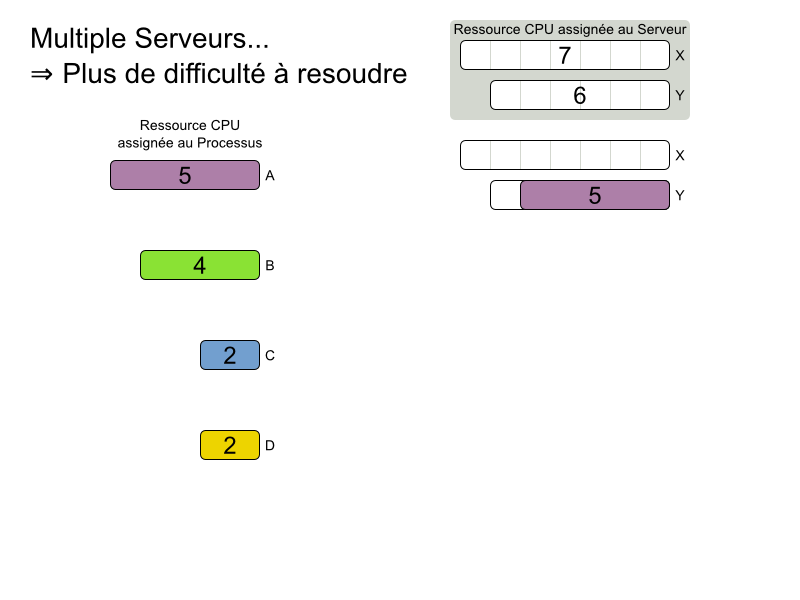 Multiple Serveurs...
⇒ Plus de difficulté à resoudre
Ressource CPU assignée au Serveur
7 X
6 Y
Ressource CPU
assignée au Processus
X
5 A
5 Y
4 B
2 C
2 D